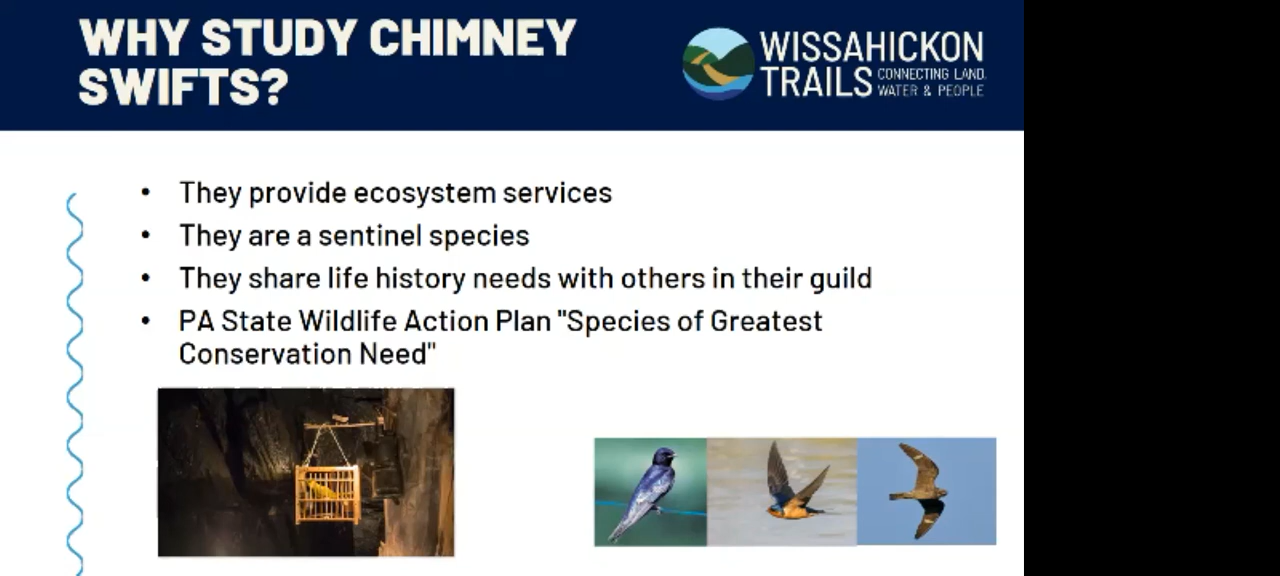 WHY STUDY CHIMNEY
SWIFTS?
WISSAHICKON
TRAILS CONNECTING LAND,
WATER & PEOPLE
• They provide ecosystem services
• They are a sentinel species
• They share life history needs with others in their guild
• PA State Wildlife Action Plan "Species of Greatest
Conservation Need"